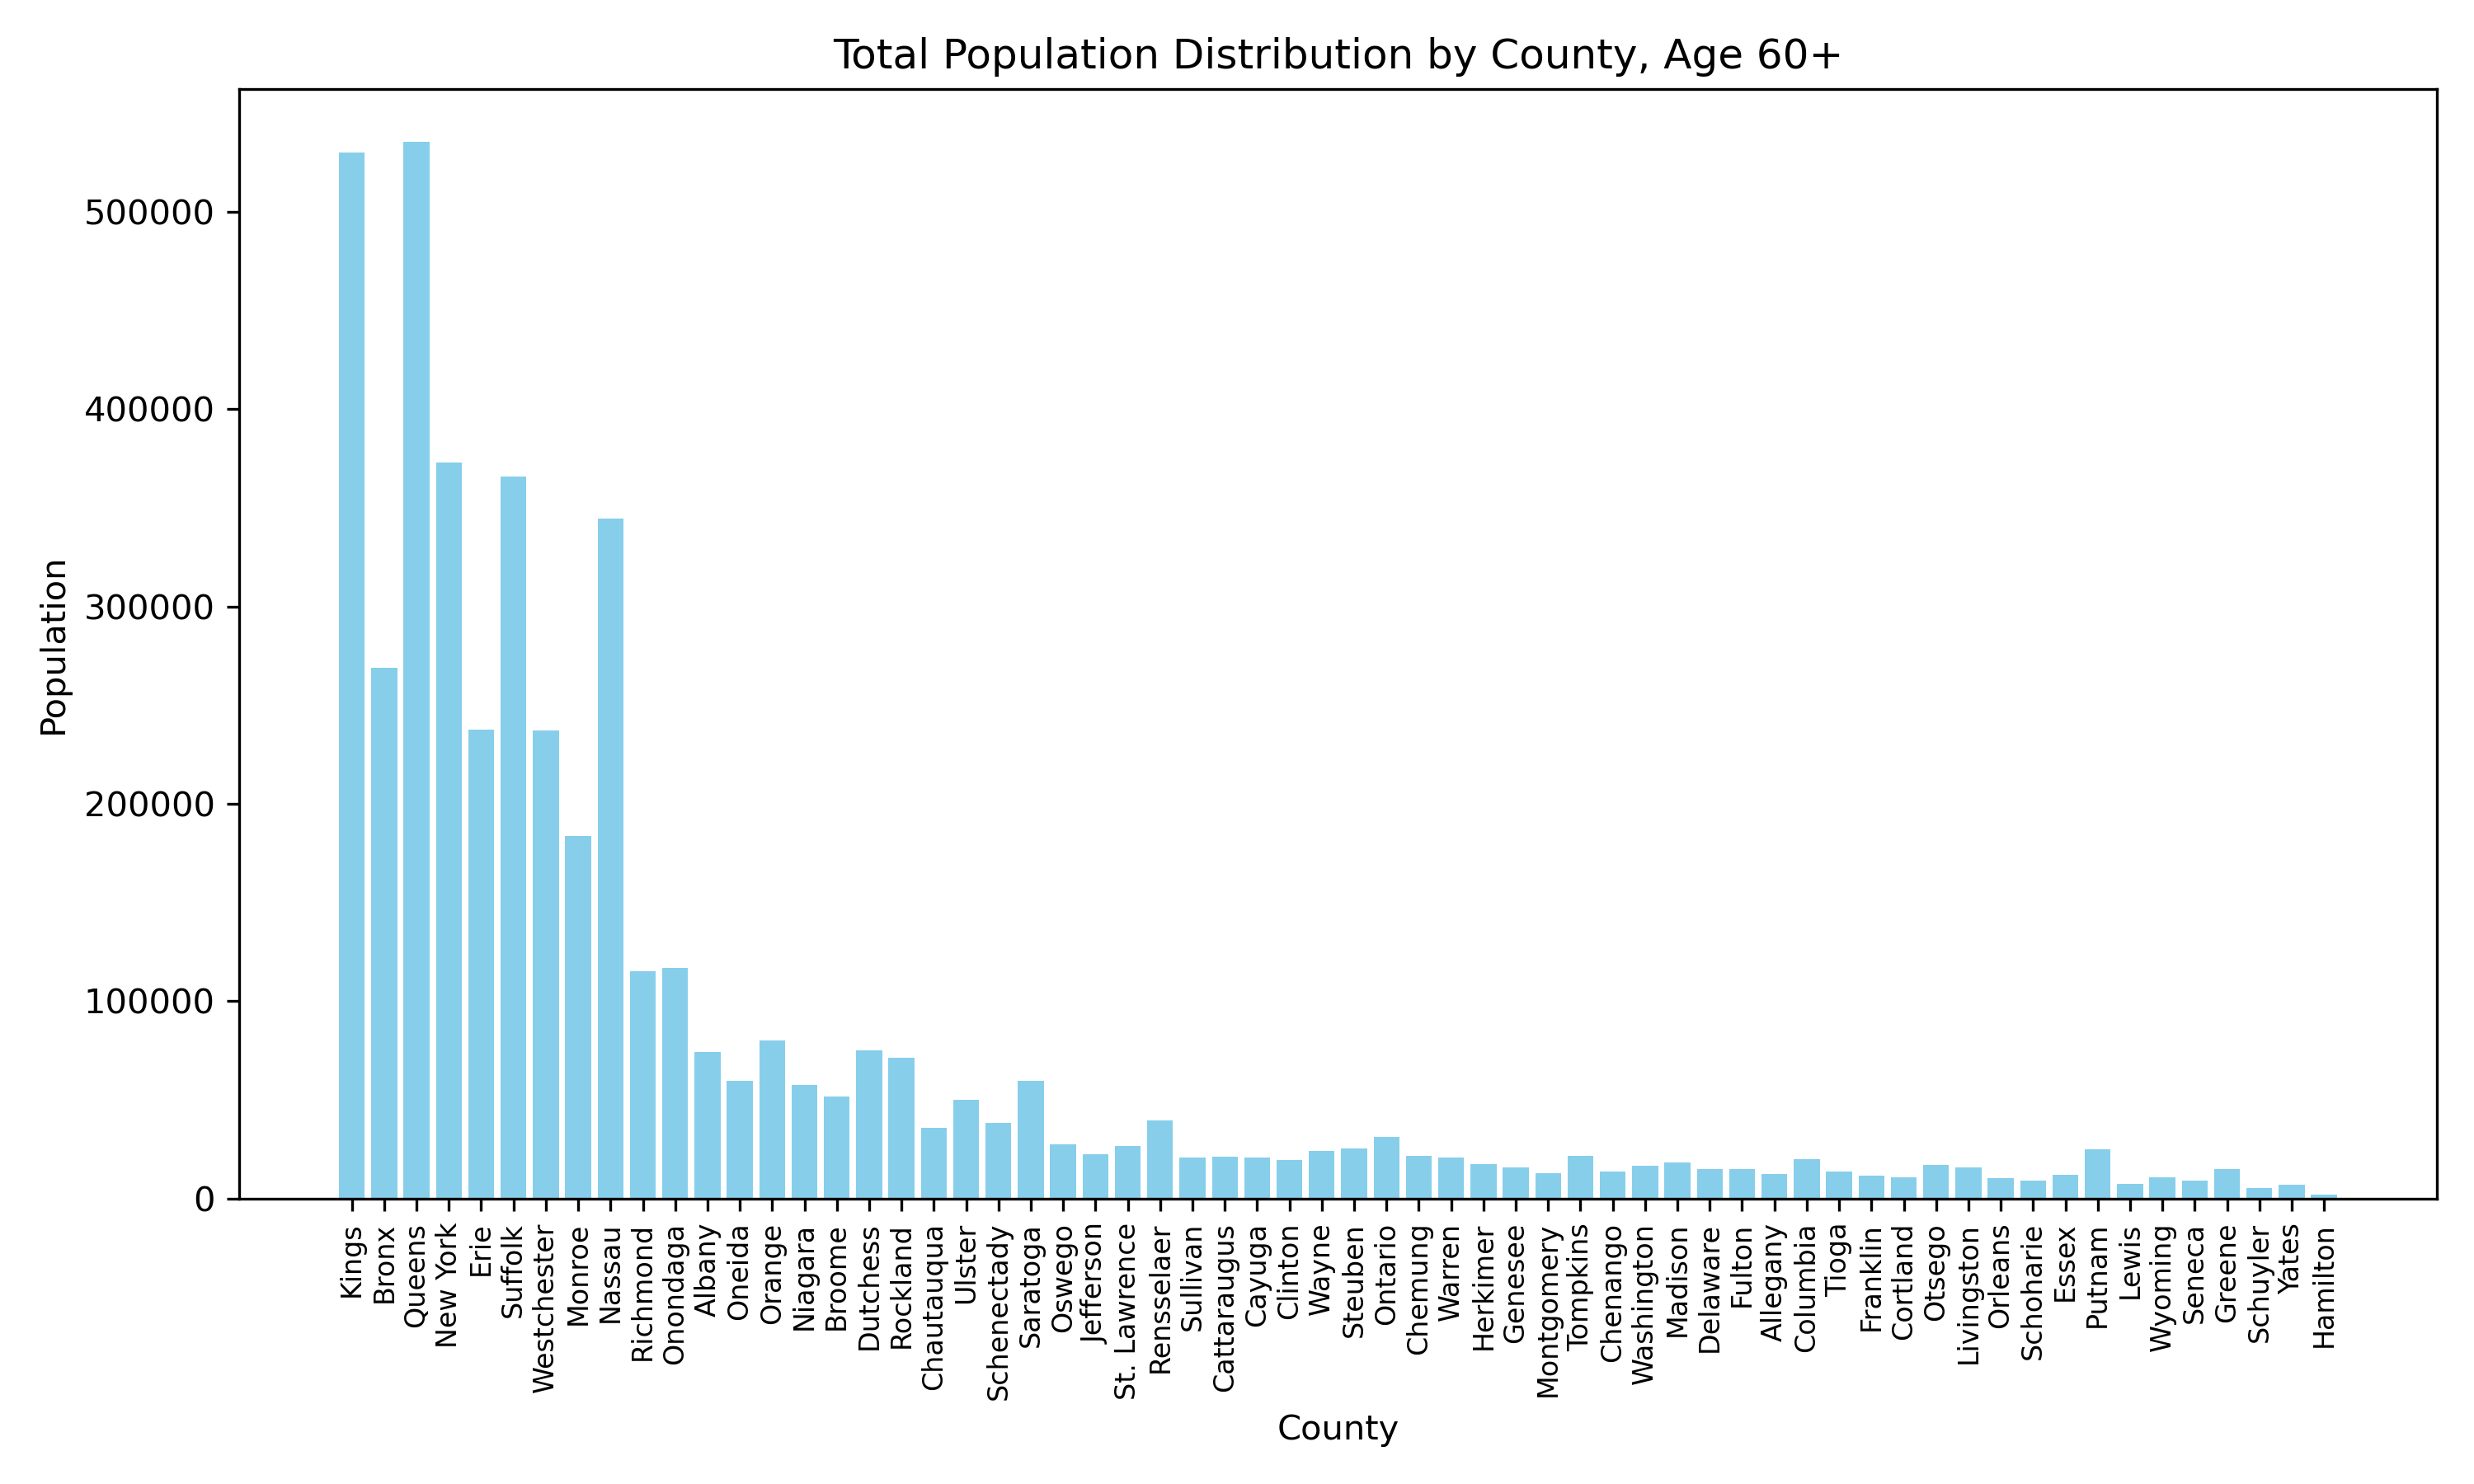 Total Population Distribution by County, Age 60+
Population
500000
400000
300000
200000
100000
0
Kings
Bronx
Queens
New York
Erie
Suffolk
Westchester
Monroe
Nassau
Richmond
Onondaga
Albany
Oneida
Orange
Niagara
Broome
Dutchess
Rockland
Chautauqua
Ulster
Schenectady
Saratoga
Oswego
Jefferson
St. Lawrence
Rensselaer
Sullivan
Cattaraugus
Cayuga
Clinton
Wayne
Steuben
Ontario
Chemung
Warren
Herkimer
Genesee
Montgomery
Tompkins
Chenango
Washington
Madison
Delaware
Fulton
Allegany
Columbia
Tioga
Franklin
Cortland
Otsego
Livingston
Orleans
Schoharie
Essex
Putnam
Lewis
Wyoming
Seneca
Greene
Schuyler
Yates
Hamilton
County